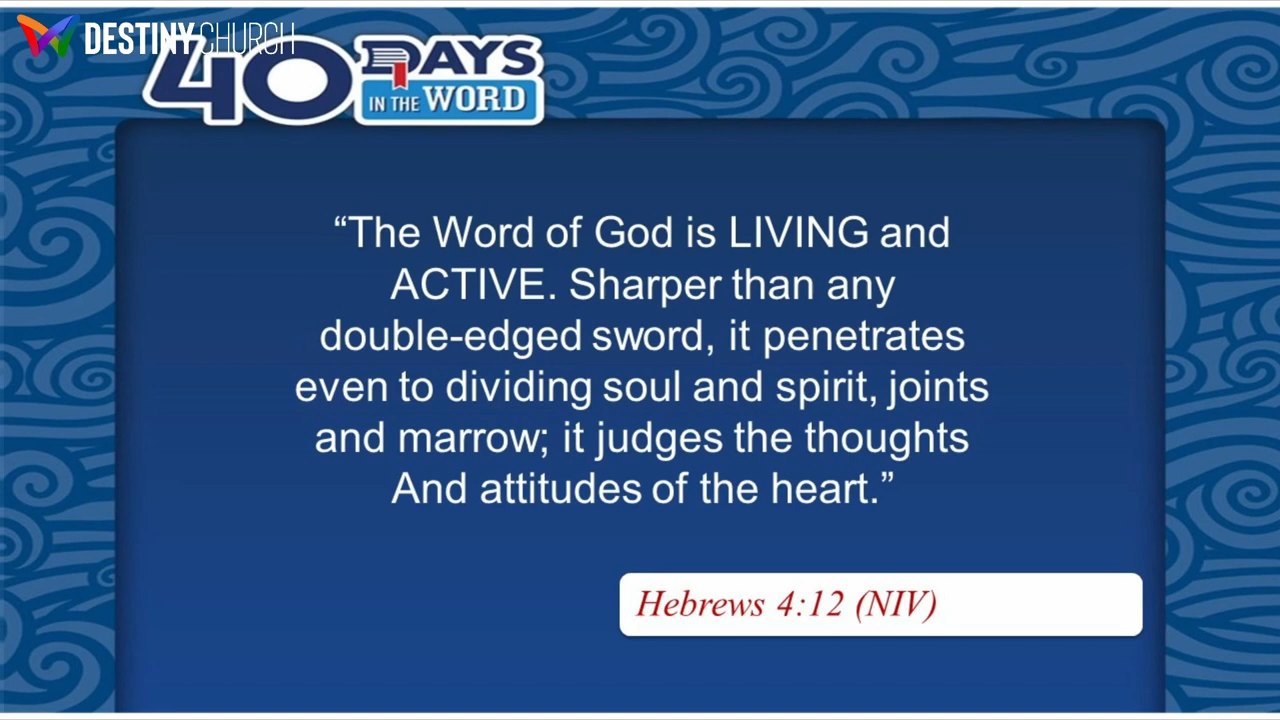 DESTINY CHURCH
40 DAYS
IN THE WORD
“The Word of God is LIVING and
ACTIVE. Sharper than any
double-edged sword, it penetrates
even to dividing soul and spirit, joints
and marrow; it judges the thoughts
And attitudes of the heart.”
Hebrews 4:12 (NIV)